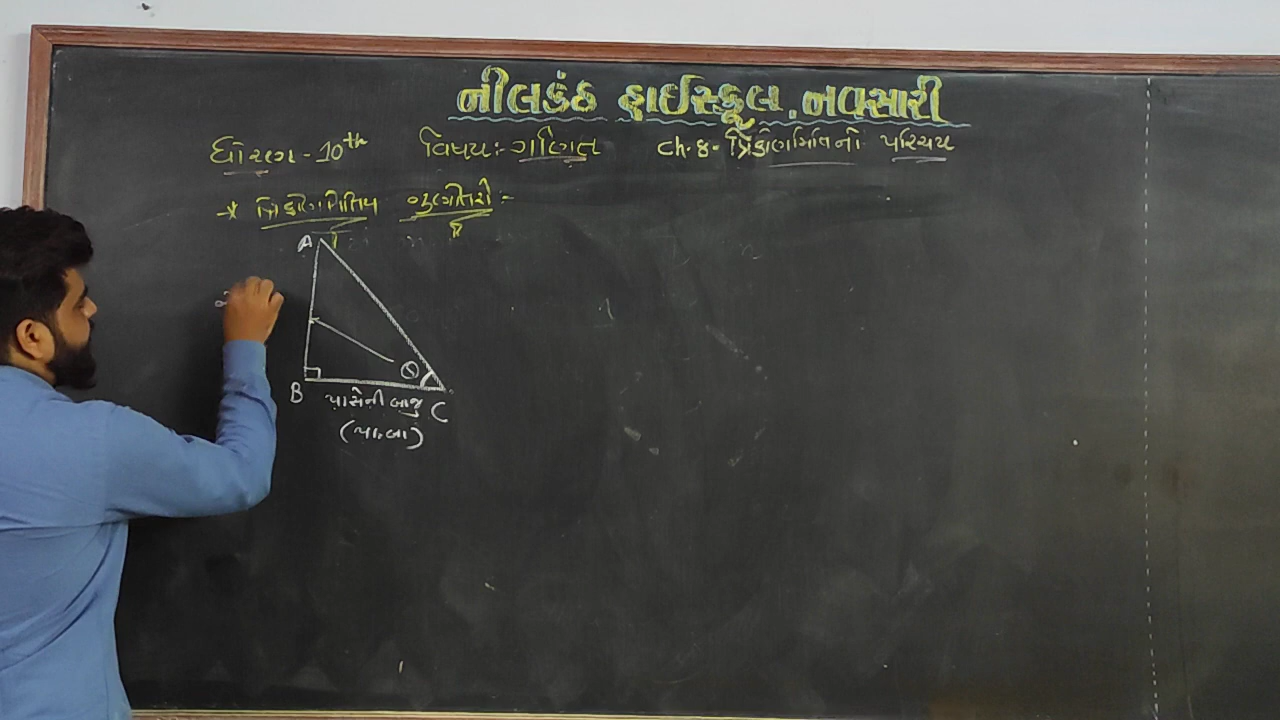 નીલકંઠ હાઈસ્કૂલ.નવસારી
ધોરણ - 10th વિષય:- ગણિત Ch. 8 - ત્રિકોણમિતિનો પરિચય
* ત્રિકોણમિતિય ગુણોત્તરો :-
A
θ
B પાસેની બાજુ C
(પા.બા)